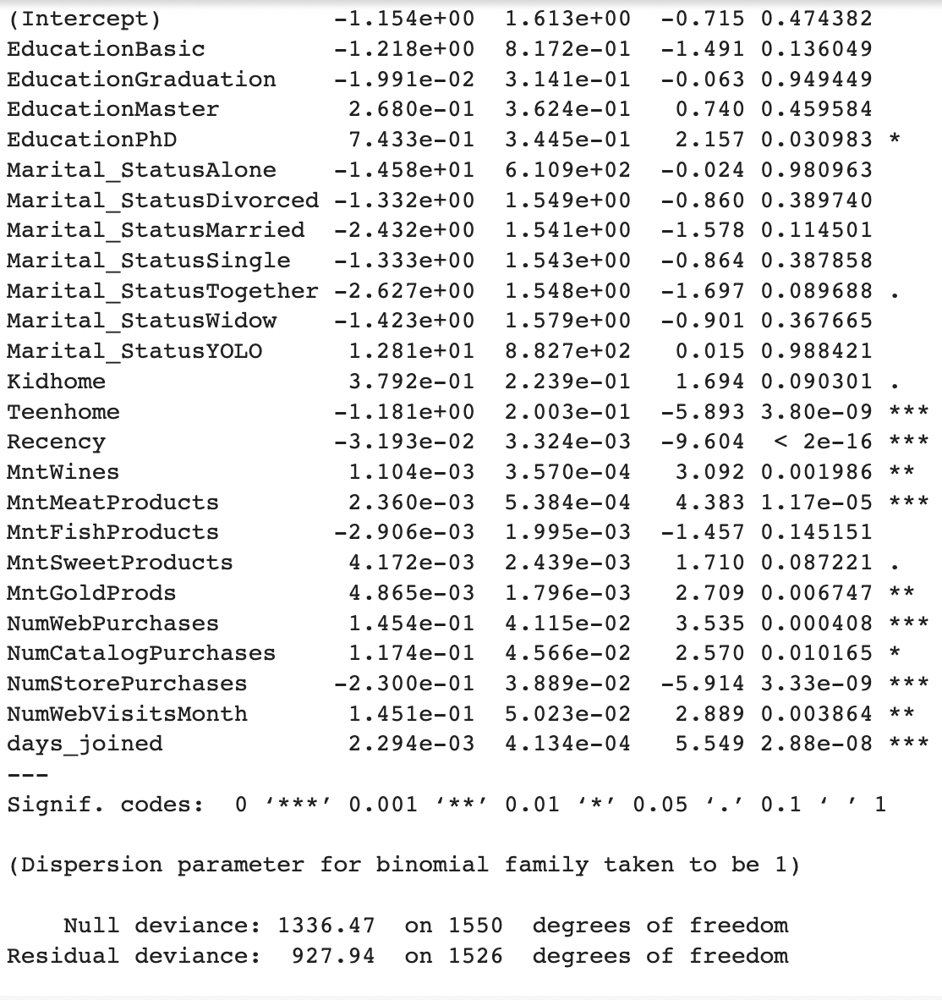 (Intercept) -1.154e+00 1.613e+00 -0.715 0.474382
EducationBasic -1.218e+00 8.172e-01 -1.491 0.136049
EducationGraduation -1.991e-02 3.141e-01 -0.063 0.949449
EducationMaster 2.680e-01 3.624e-01 0.740 0.459584
EducationPhD 7.433e-01 3.445e-01 2.157 0.030983 *
Marital_StatusAlone -1.458e+01 6.109e+02 -0.024 0.980963
Marital_StatusDivorced -1.332e+00 1.549e+00 -0.860 0.389740
Marital_StatusMarried -2.432e+00 1.541e+00 -1.578 0.114501
Marital_StatusSingle -1.333e+00 1.543e+00 -0.864 0.387858
Marital_StatusTogether -2.627e+00 1.548e+00 -1.697 0.089688 .
Marital_StatusWidow -1.423e+00 1.579e+00 -0.901 0.367665
Marital_StatusYOLO 1.281e+01 8.827e+02 0.015 0.988421
Kidhome 3.792e-01 2.239e-01 1.694 0.090301 .
Teenhome -1.181e+00 2.003e-01 -5.893 3.80e-09 ***
Recency -3.193e-02 3.324e-03 -9.604 < 2e-16 ***
MntWines 1.104e-03 3.570e-04 3.092 0.001986 **
MntMeatProducts 2.360e-03 5.384e-04 4.383 1.17e-05 ***
MntFishProducts -2.906e-03 1.995e-03 -1.457 0.145151
MntSweetProducts 4.172e-03 2.439e-03 1.710 0.087221 .
MntGoldProds 4.865e-03 1.796e-03 2.709 0.006747 **
NumWebPurchases 1.454e-01 4.115e-02 3.535 0.000408 ***
NumCatalogPurchases 1.174e-01 4.566e-02 2.570 0.010165 *
NumStorePurchases -2.300e-01 3.889e-02 -5.914 3.33e-09 ***
NumWebVisitsMonth 1.451e-01 5.023e-02 2.889 0.003864 **
days_joined 2.294e-03 4.134e-04 5.549 2.88e-08 ***
---
Signif. codes: 0 ‘***’ 0.001 ‘**’ 0.01 ‘*’ 0.05 ‘.’ 0.1 ‘ ’ 1
(Dispersion parameter for binomial family taken to be 1)
Null deviance: 1336.47 on 1550 degrees of freedom
Residual deviance: 927.94 on 1526 degrees of freedom